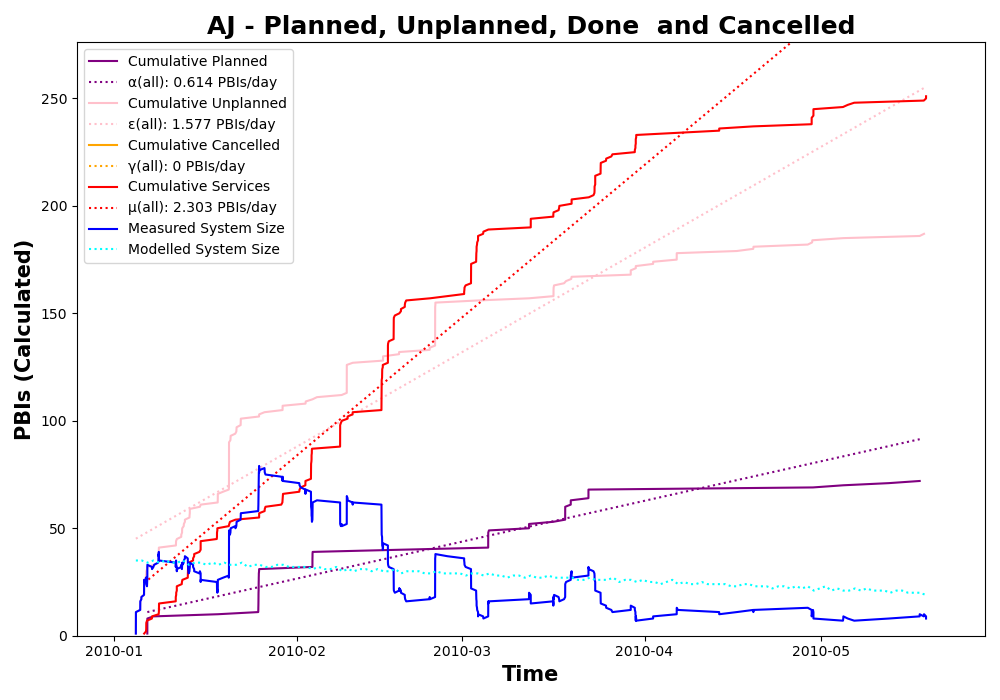 AJ - Planned, Unplanned, Done  and Cancelled
Cumulative Planned
α(all): 0.614 PBIs/day
Cumulative Unplanned
ε(all): 1.577 PBIs/day
Cumulative Cancelled
γ(all): 0 PBIs/day
Cumulative Services
μ(all): 2.303 PBIs/day
Measured System Size
Modelled System Size
PBIs (Calculated)
250
200
150
100
50
0
2010-01
2010-02
2010-03
2010-04
2010-05
Time